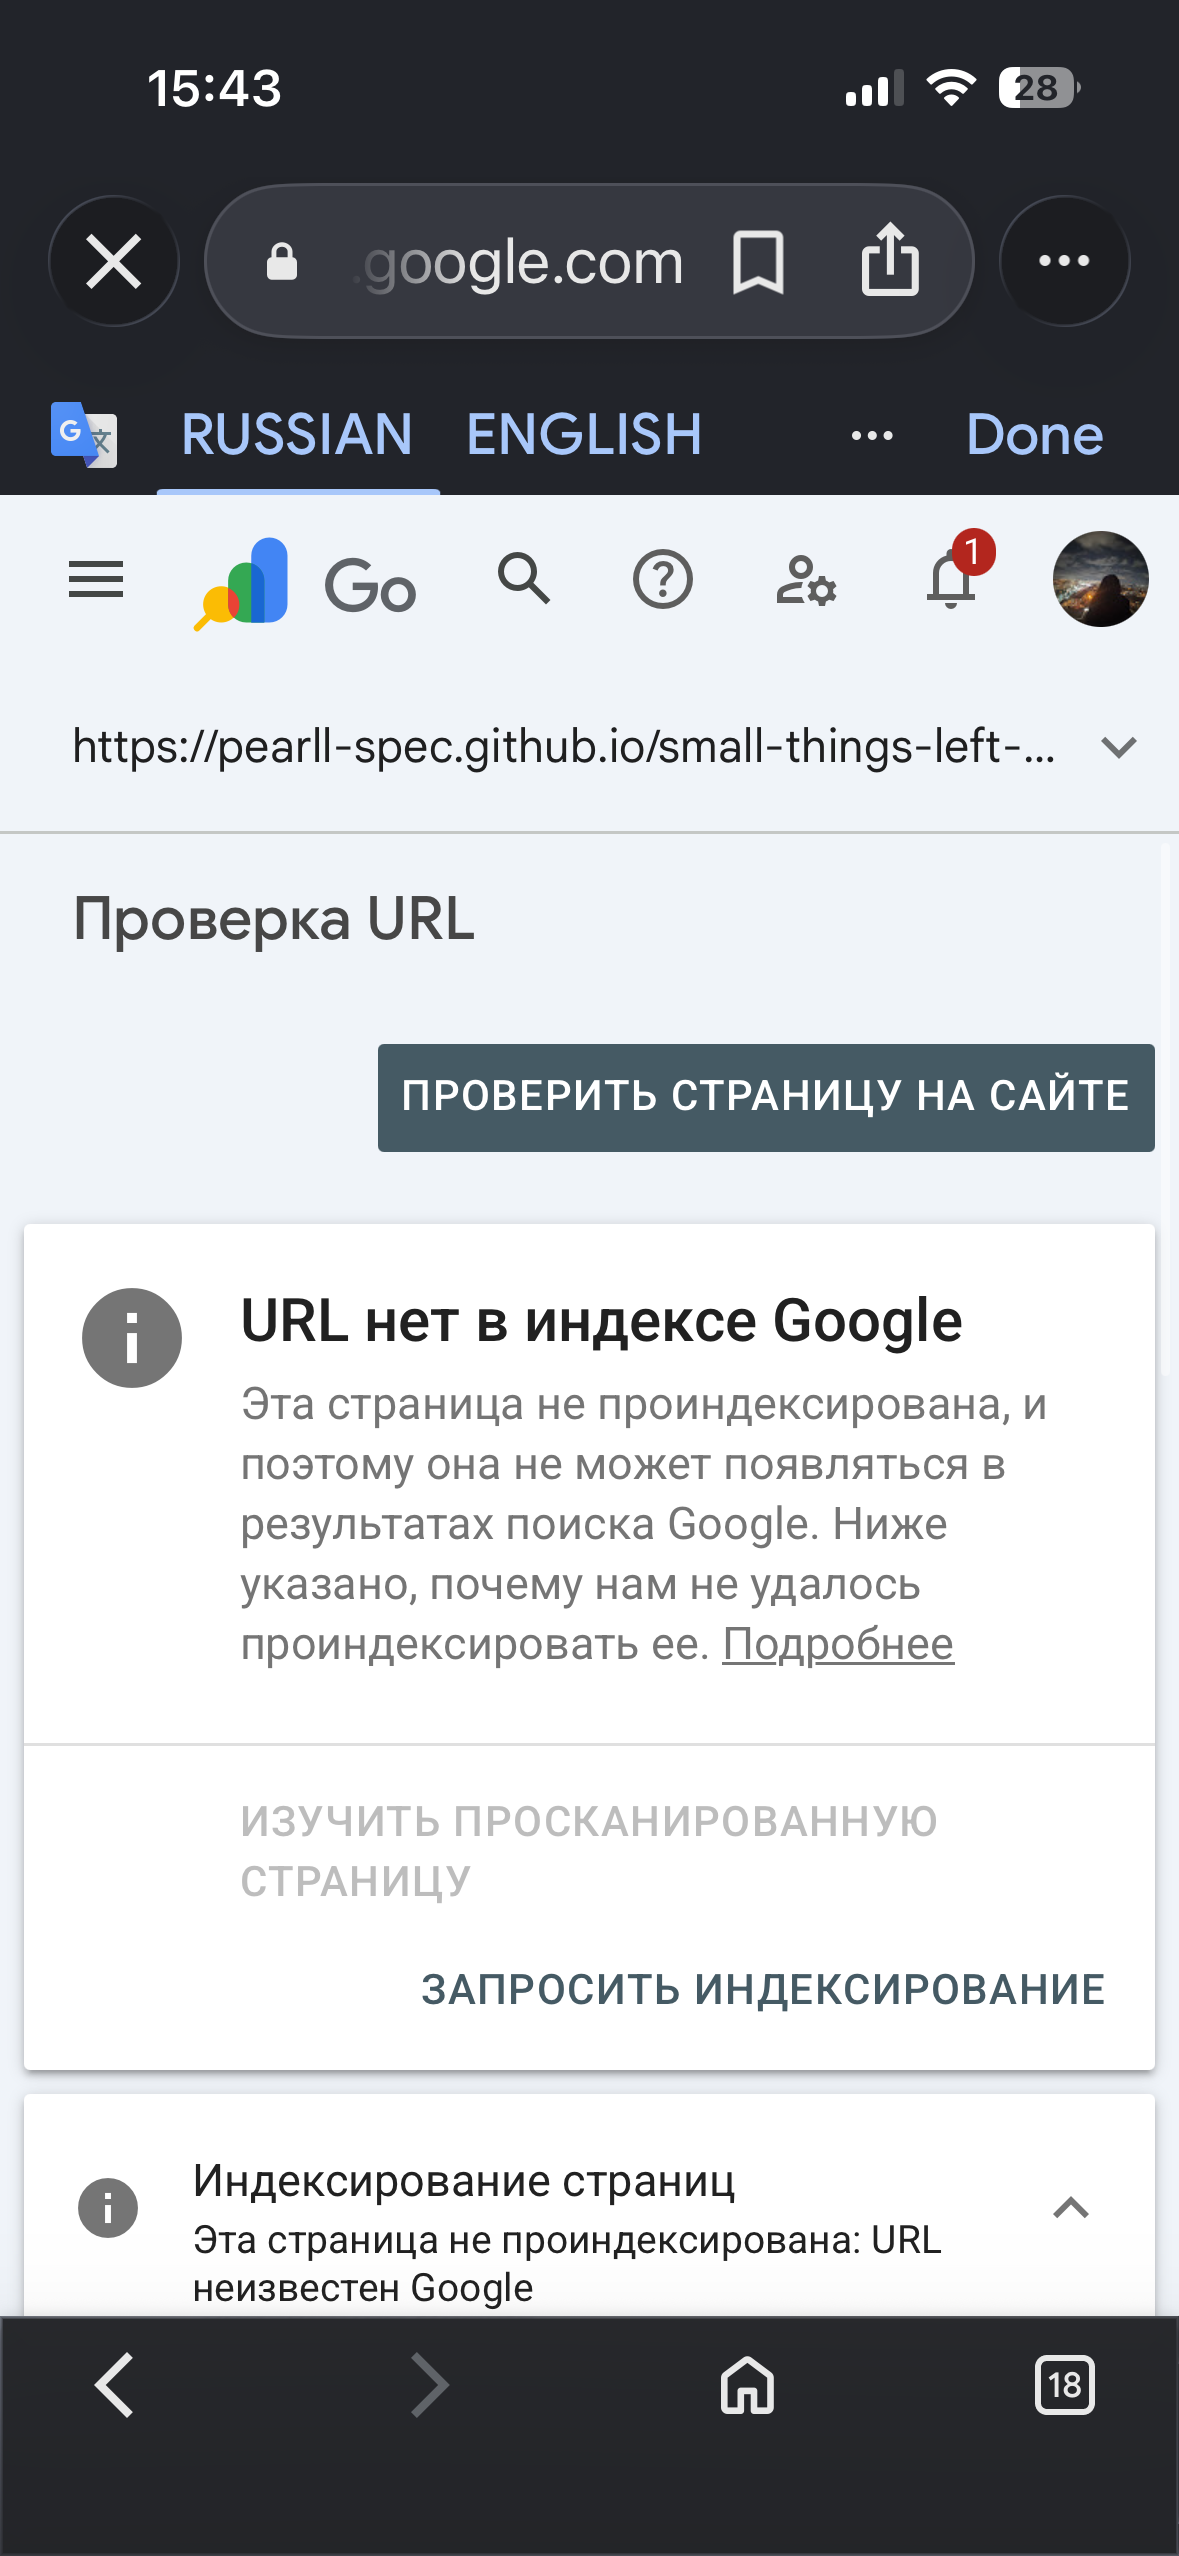 15:43
28
.google.com
RUSSIAN ENGLISH ... Done
Go
1
https://pearll-spec.github.io/small-things-left-...
Проверка URL
ПРОВЕРИТЬ СТРАНИЦУ НА САЙТЕ
URL нет в индексе Google
Эта страница не проиндексирована, и
поэтому она не может появляться в
результатах поиска Google. Ниже
указано, почему нам не удалось
проиндексировать ее. Подробнее
ИЗУЧИТЬ ПРОСКАНИРОВАННУЮ
СТРАНИЦУ
ЗАПРОСИТЬ ИНДЕКСИРОВАНИЕ
Индексирование страниц
Эта страница не проиндексирована: URL
неизвестен Google
18